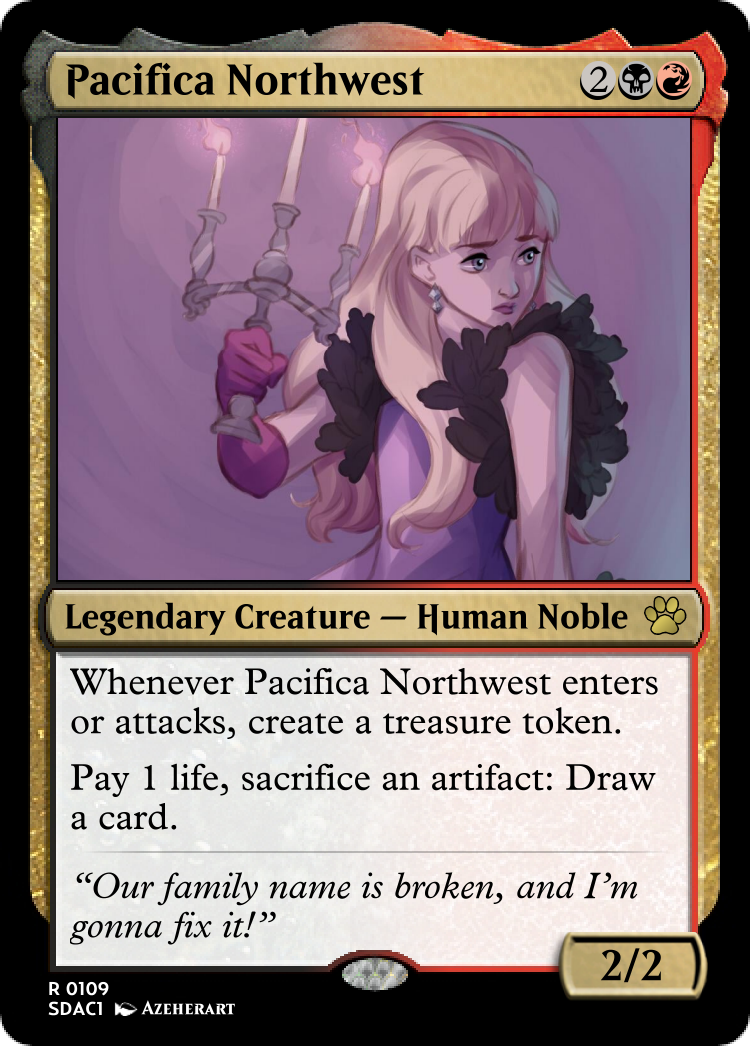 Pacifica Northwest 2
Legendary Creature — Human Noble
Whenever Pacifica Northwest enters
or attacks, create a treasure token.
Pay 1 life, sacrifice an artifact: Draw
a card.
“Our family name is broken, and I’m
gonna fix it!”
2/2
R 0109
SDAC1 Azeherart